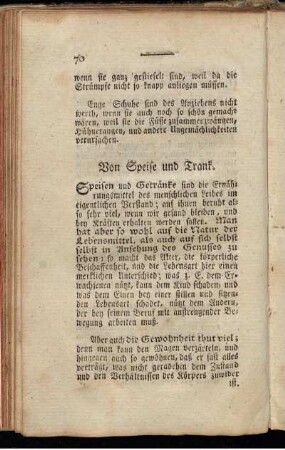 70
wenn sie ganz gestiefelt sind, weil da die
Strümpfe nicht so knapp anliegen müssen.
Enge Schuhe sind des Anziehens nicht
werth, wenn sie auch noch so schön gemacht
wären, weil sie die Füsse zusammenzwängen,
Hühneraugen, und andere Ungemächlichkeiten
verursachen.
Von Speise und Trank.
Speisen und Getränke sind die Ernäh-
rungsmittel des menschlichen Leibes im
eigentlichen Verstand; auf ihnen beruht als
so sehr viel, wenn wir gesund bleiben, und
bey Kräften erhalten werden sollen. Man
hat aber so wohl auf die Natur der
Lebensmittel, als auch auf sich selbst
selbst in Ansehung des Genusses zu
sehen; so macht das Alter, die körperliche
Beschaffenheit, und die Lebensart hier einen
merklichen Unterschied; was z. E. dem Er-
wachsenen nützt, kann dem Kind schaden, und
was dem Einen bey einer stillen und sitzen-
den Lebensart schadet, nützt dem Andern,
der bey seinem Beruf mit anstrengender Be-
wegung arbeiten muß.
Aber auch die Gewohnheit thut viel;
denn man kann den Magen verzärteln, und
hingegen auch so gewöhnen, daß er fast alles
verträgt, was nicht geradehin dem Zustand
und den Verhältnissen des Körpers zuwider
ist.